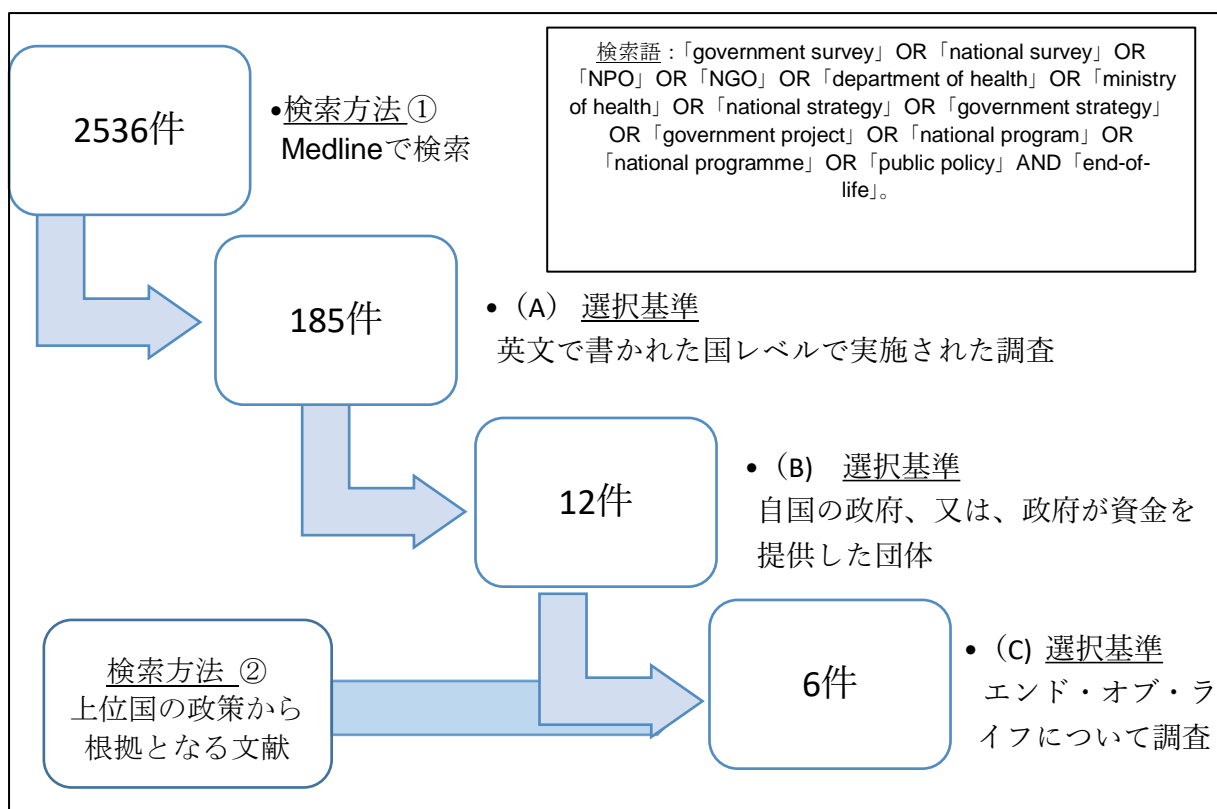 2536件
•検索方法 ①
Medlineで検索
検索語：「government survey」OR「national survey」OR
「NPO」OR「NGO」OR「department of health」OR「ministry
of health」OR「national strategy」OR「government strategy」
OR「government project」OR「national program」OR
「national programme」OR「public policy」AND「end-of-
life」。
185件
• （A） 選択基準
英文で書かれた国レベルで実施された調査
12件
• （B） 選択基準
自国の政府、又は、政府が資金を
提供した団体
検索方法 ②
上位国の政策から
根拠となる文献
6件
• （C） 選択基準
エンド・オブ・ラ
イフについて調査